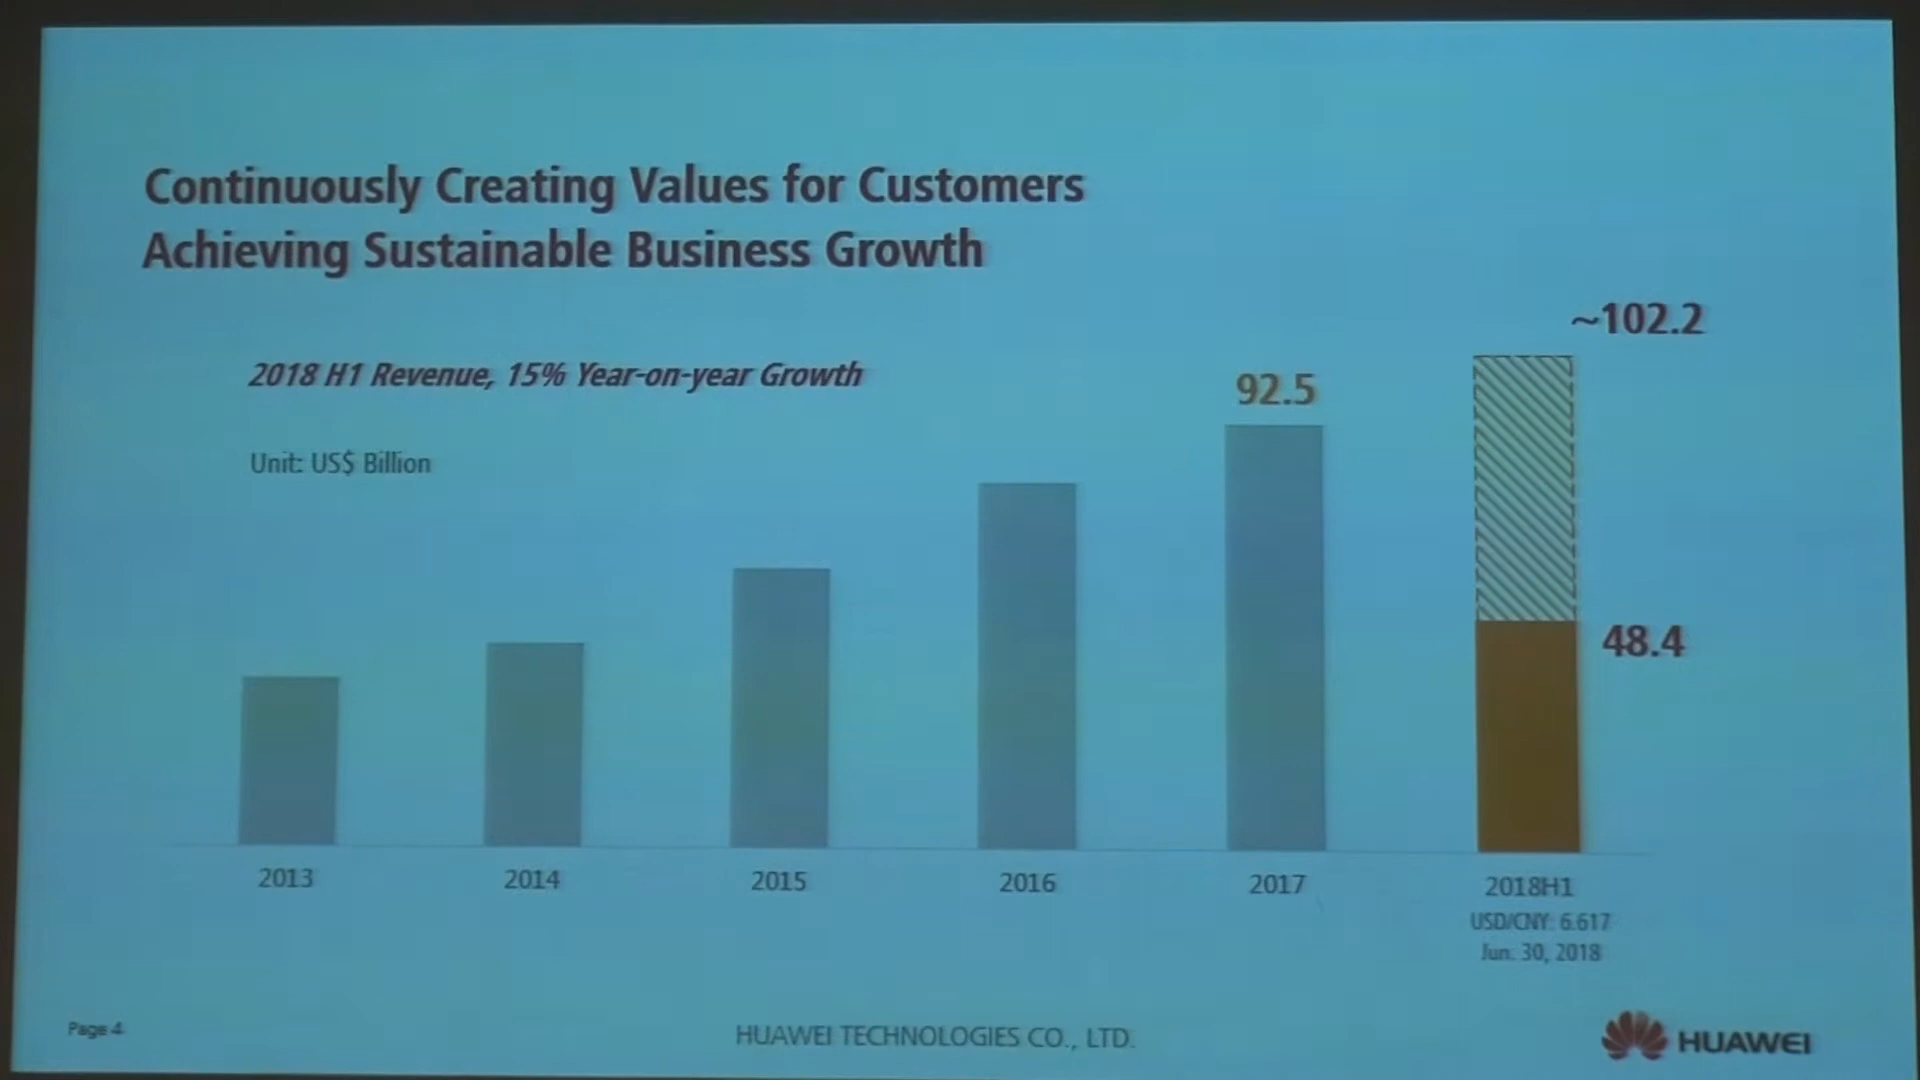 Continuously Creating Values for Customers
Achieving Sustainable Business Growth
~102.2
2018 H1 Revenue, 15% Year-on-year Growth
92.5
Unit: US$ Billion
48.4
2013
2014
2015
2016
2017
2018H1
USD/CNY: 6.617
Jun. 30, 2018
Page 4
HUAWEI TECHNOLOGIES CO., LTD.
HUAWEI